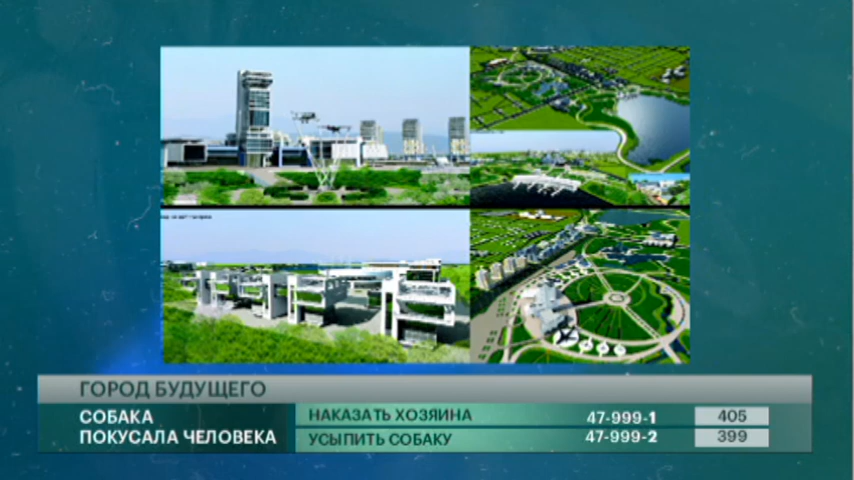 ГОРОД БУДУЩЕГО
СОБАКА
ПОКУСАЛА ЧЕЛОВЕКА
НАКАЗАТЬ ХОЗЯИНА 47-999-1 405
УСЫПИТЬ СОБАКУ 47-999-2 399